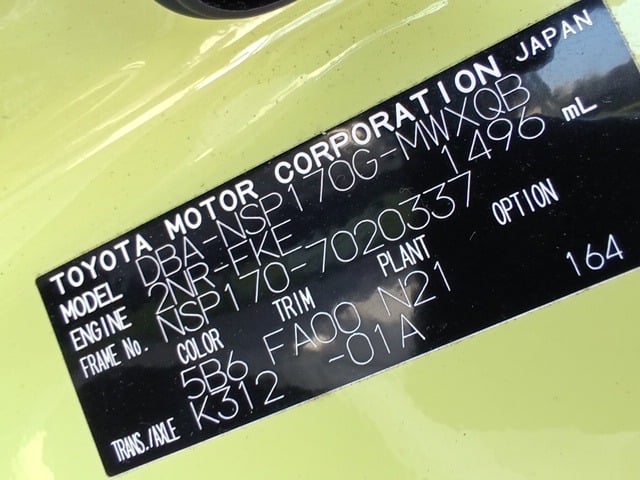 TOYOTA MOTOR CORPORATION JAPAN
MODEL DBA-NSP170G-MWXQB
ENGINE 2NR-FKE 1496 mL
FRAME No. NSP170-7020337
COLOR TRIM PLANT OPTION
5B6 FA00 N21 164
TRANS./AXLE K312 -01A